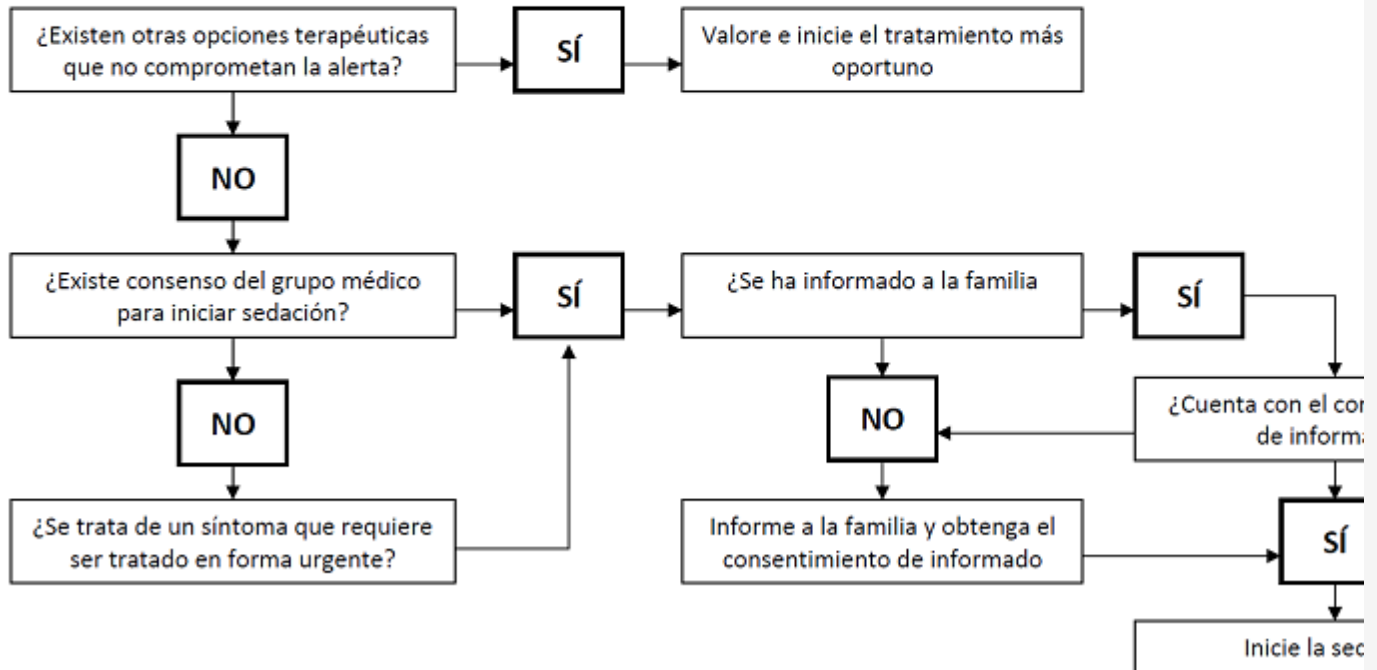 ¿Existen otras opciones terapéuticas
que no comprometan la alerta?
SÍ
Valore e inicie el tratamiento más
oportuno
NO
¿Existe consenso del grupo médico
para iniciar sedación?
SÍ
¿Se ha informado a la familia
SÍ
NO
NO
¿Cuenta con el
de
¿Se trata de un síntoma que requiere
ser tratado en forma urgente?
Informe a la familia y obtenga el
consentimiento de informado
SÍ
Inicie la